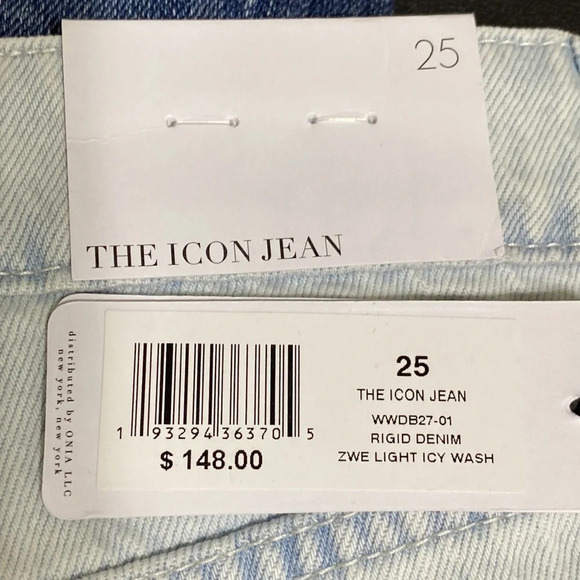 25
THE ICON JEAN
distributed by ONIA LLC
new york, new york
1 93294 36370 5
$ 148.00
25
THE ICON JEAN
WWDB27-01
RIGID DENIM
ZWE LIGHT ICY WASH